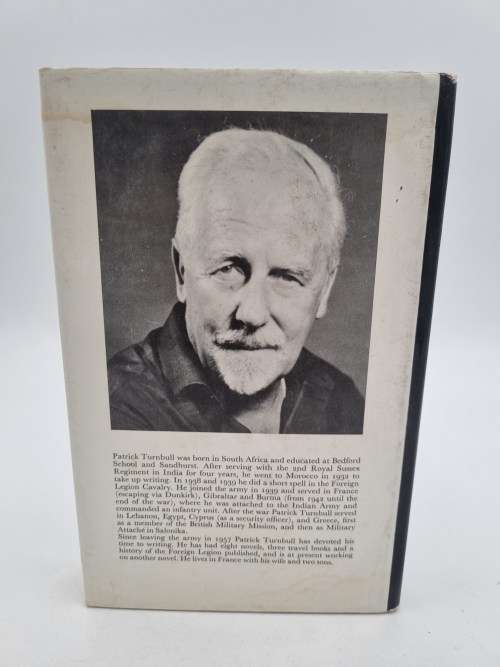 Patrick Turnbull was born in South Africa and educated at Bedford
School and Sandhurst. After serving with the 2nd Royal Sussex
Regiment in India for four years, he went to Morocco in 1932 to
take up writing. In 1938 and 1939 he did a short spell in the Foreign
Legion Cavalry. He joined the army in 1939 and served in France
(escaping via Dunkirk), Gibraltar and Burma (from 1942 until the
end of the war), where he was attached to the Indian Army and
commanded an infantry unit. After the war Patrick Turnbull served
in Lebanon, Egypt, Cyprus (as a security officer), and Greece, first
as a member of the British Military Mission, and then as Military
Attaché in Salonika.
Since leaving the army in 1957 Patrick Turnbull has devoted his
time to writing. He has had eight novels, three travel books and a
history of the Foreign Legion published, and is at present working
on another novel. He lives in France with his wife and two sons.